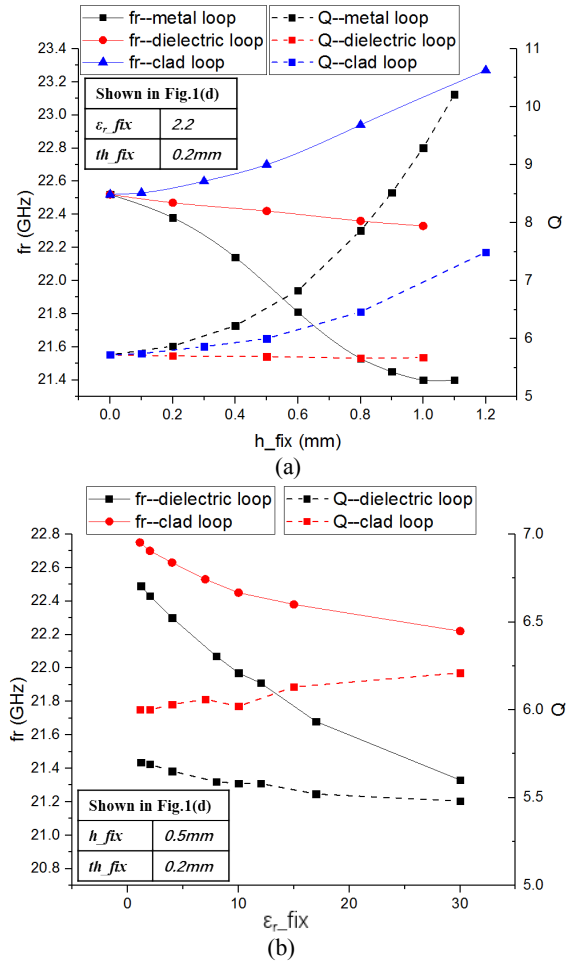 fr--metal loop
fr--dielectric loop
fr--clad loop
Q--metal loop
Q--dielectric loop
Q--clad loop
23.4
23.2
23.0
22.8
22.6
22.4
22.2
22.0
21.8
21.6
21.4
fr (GHz)
11
10
9
8
7
6
5
Q
Shown in Fig.1(d)
εr_fix 2.2
th_fix 0.2mm
0.0 0.2 0.4 0.6 0.8 1.0 1.2
h_fix (mm)
(a)
fr--dielectric loop
fr--clad loop
Q--dielectric loop
Q--clad loop
22.8
22.6
22.4
22.2
22.0
21.8
21.6
21.4
21.2
21.0
20.8
fr (GHz)
7.0
6.5
6.0
5.5
5.0
Q
Shown in Fig.1(d)
h_fix 0.5mm
th_fix 0.2mm
0 10 20 30
εr_fix
(b)